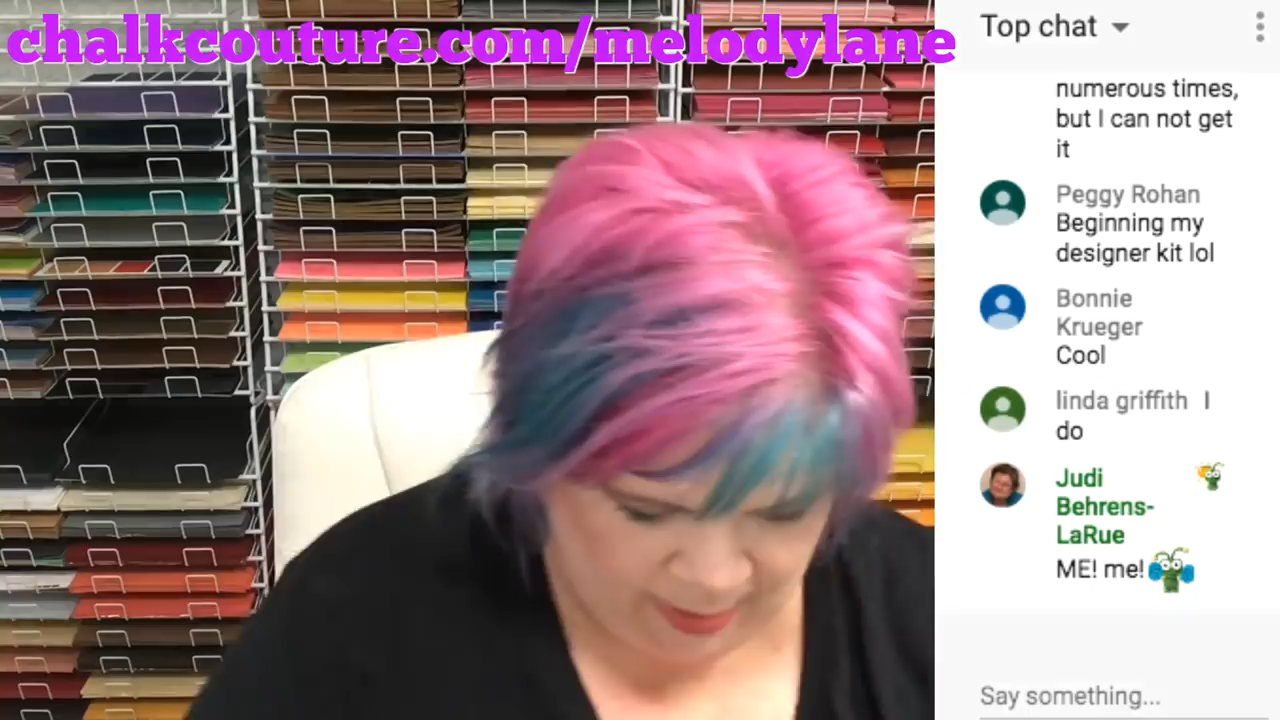 chalkcouture.com/melodylane
Top chat
numerous times,
but I can not get
it
Peggy Rohan
Beginning my
designer kit lol
Bonnie
Krueger
Cool
linda griffith I
do
Judi
Behrens-
LaRue
ME! me!
Say something...